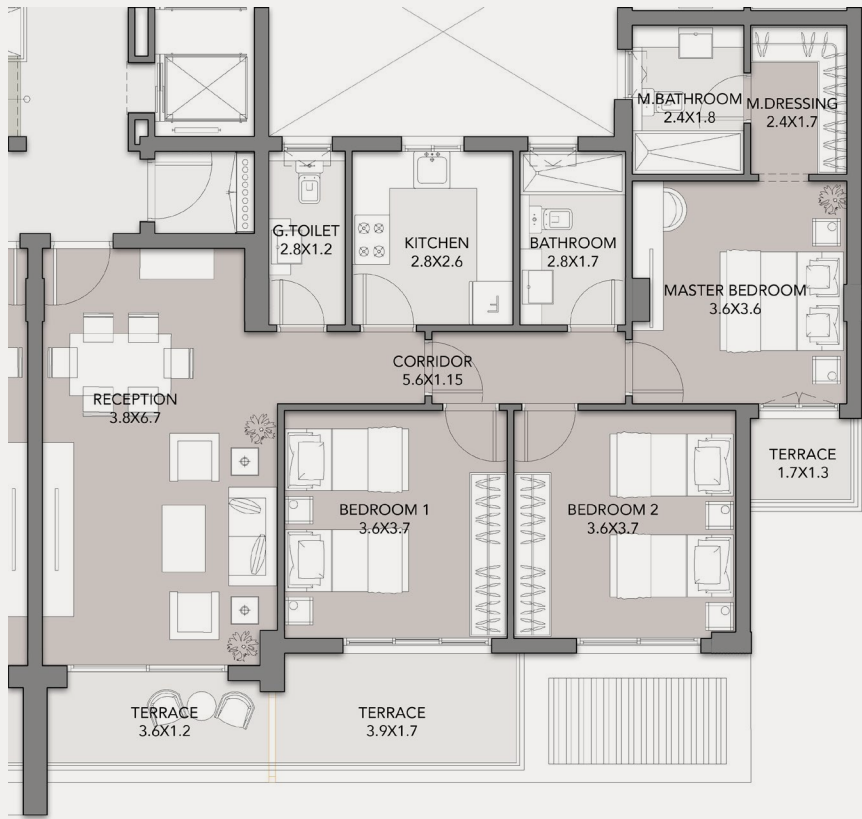 M.BATHROOM
2.4X1.8
M.DRESSING
2.4X1.7
G.TOILET
2.8X1.2
KITCHEN
2.8X2.6
BATHROOM
2.8X1.7
MASTER BEDROOM
3.6X3.6
CORRIDOR
5.6X1.15
RECEPTION
3.8X6.7
TERRACE
1.7X1.3
BEDROOM 1
3.6X3.7
BEDROOM 2
3.6X3.7
TERRACE
3.6X1.2
TERRACE
3.9X1.7
F